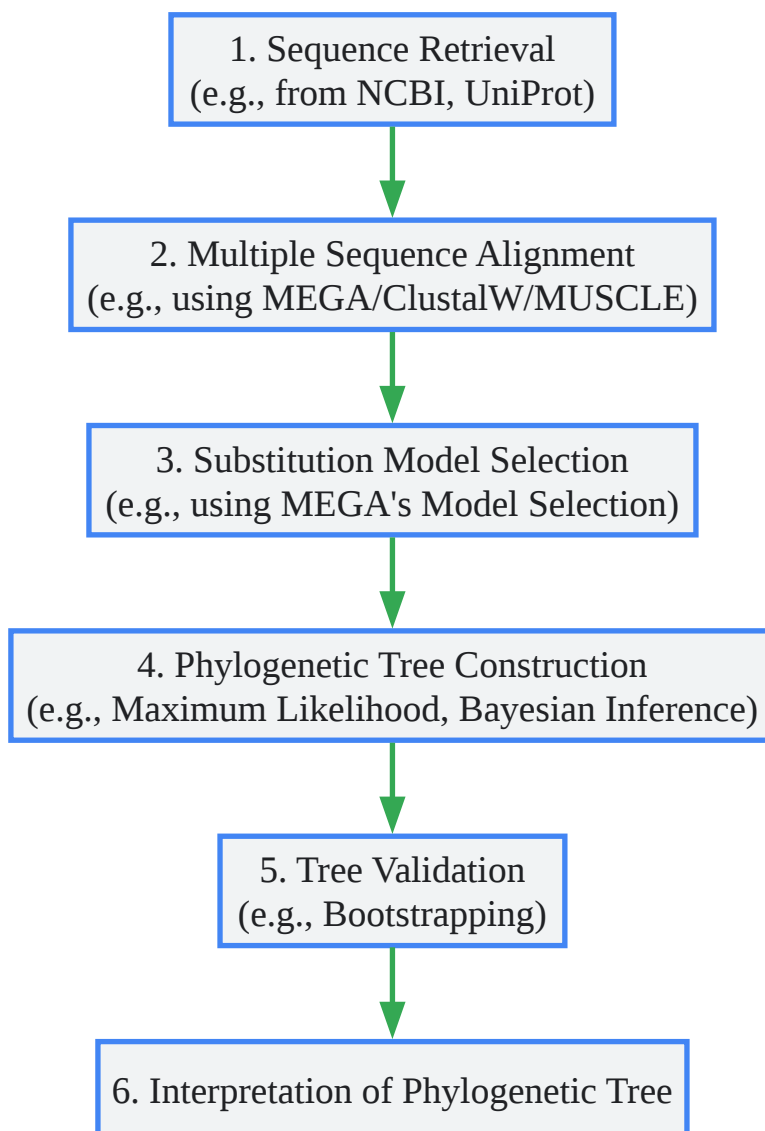 1. Sequence Retrieval
(e.g., from NCBI, UniProt)
2. Multiple Sequence Alignment
(e.g., using MEGA/ClustalW/MUSCLE)
3. Substitution Model Selection
(e.g., using MEGA's Model Selection)
4. Phylogenetic Tree Construction
(e.g., Maximum Likelihood, Bayesian Inference)
5. Tree Validation
(e.g., Bootstrapping)
6. Interpretation of Phylogenetic Tree